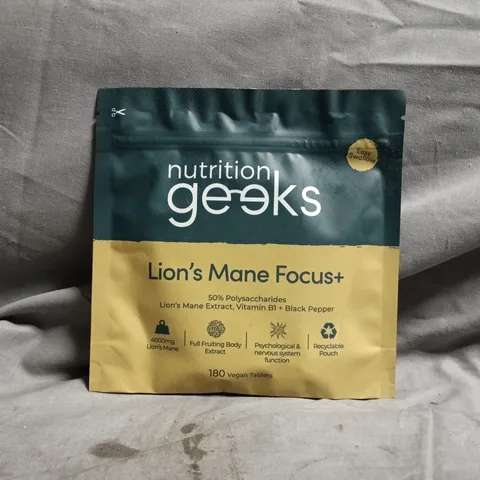 Easy
Swallow
nutrition
geeks
Lion's Mane Focus+
50% Polysaccharides
Lion's Mane Extract, Vitamin B1 + Black Pepper
4000mg
Lion's Mane
Full Fruiting Body
Extract
Psychological &
nervous system
function
Recyclable
Pouch
180 Vegan Tablets